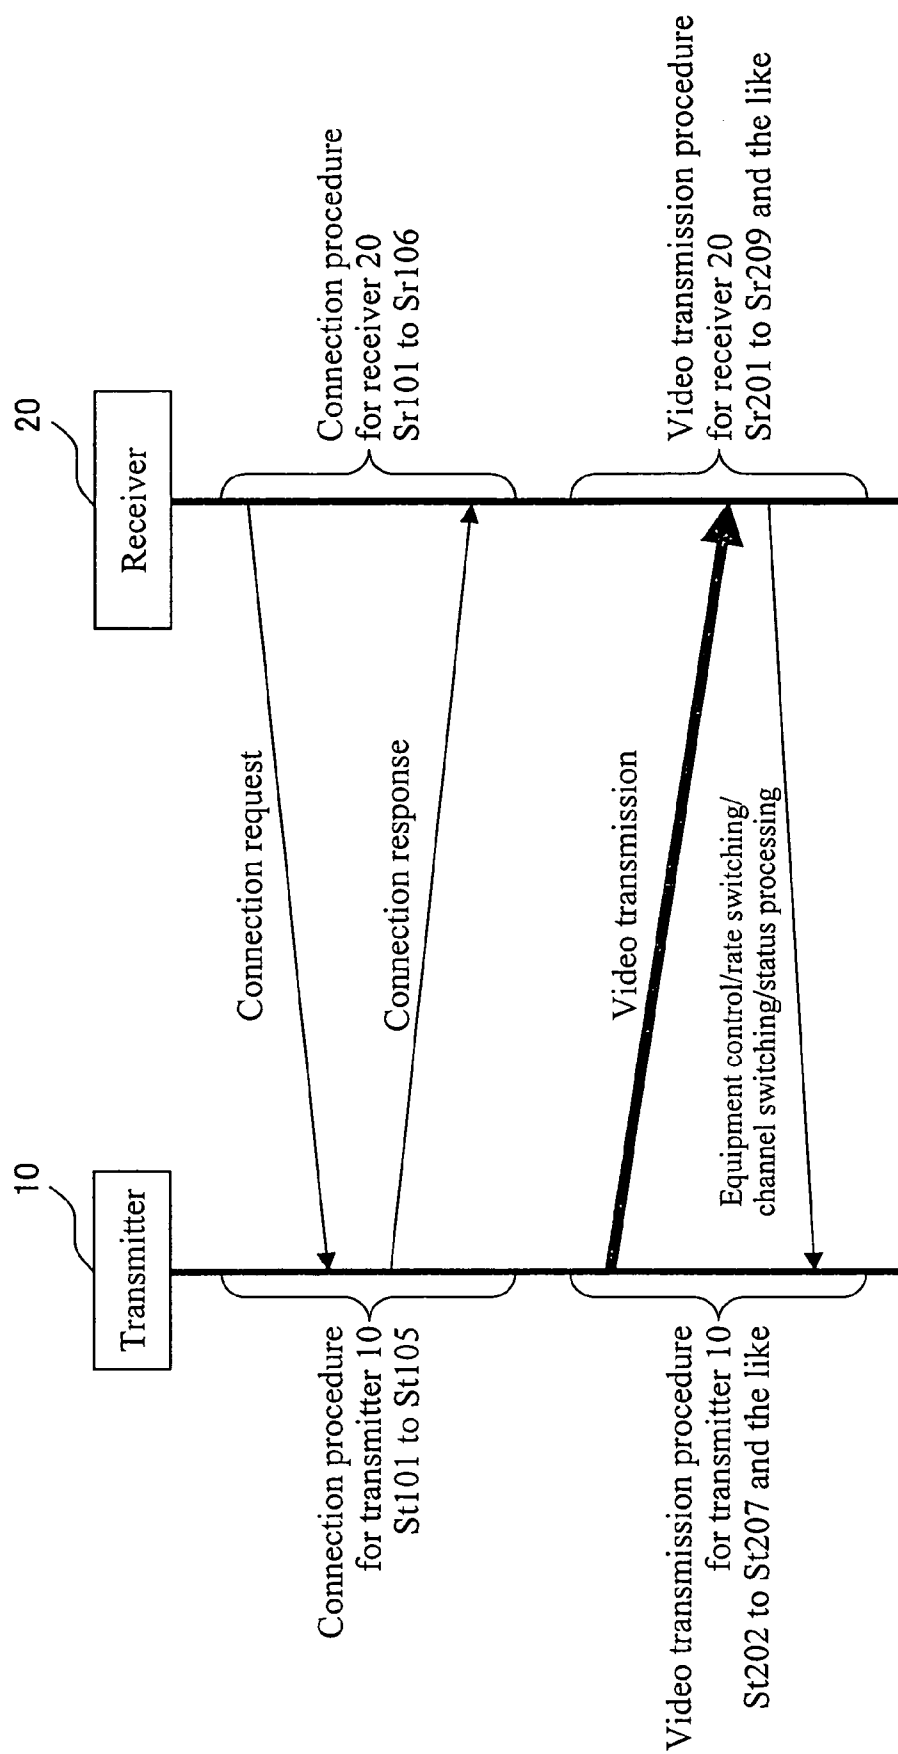 10
Transmitter
20
Receiver
Connection procedure
for transmitter 10
St101 to St105
Connection request
Connection response
Connection procedure
for receiver 20
Sr101 to Sr106
Video transmission procedure
for transmitter 10
St202 to St207 and the like
Video transmission
Equipment control/rate switching/
channel switching/status processing
Video transmission procedure
for receiver 20
Sr201 to Sr209 and the like